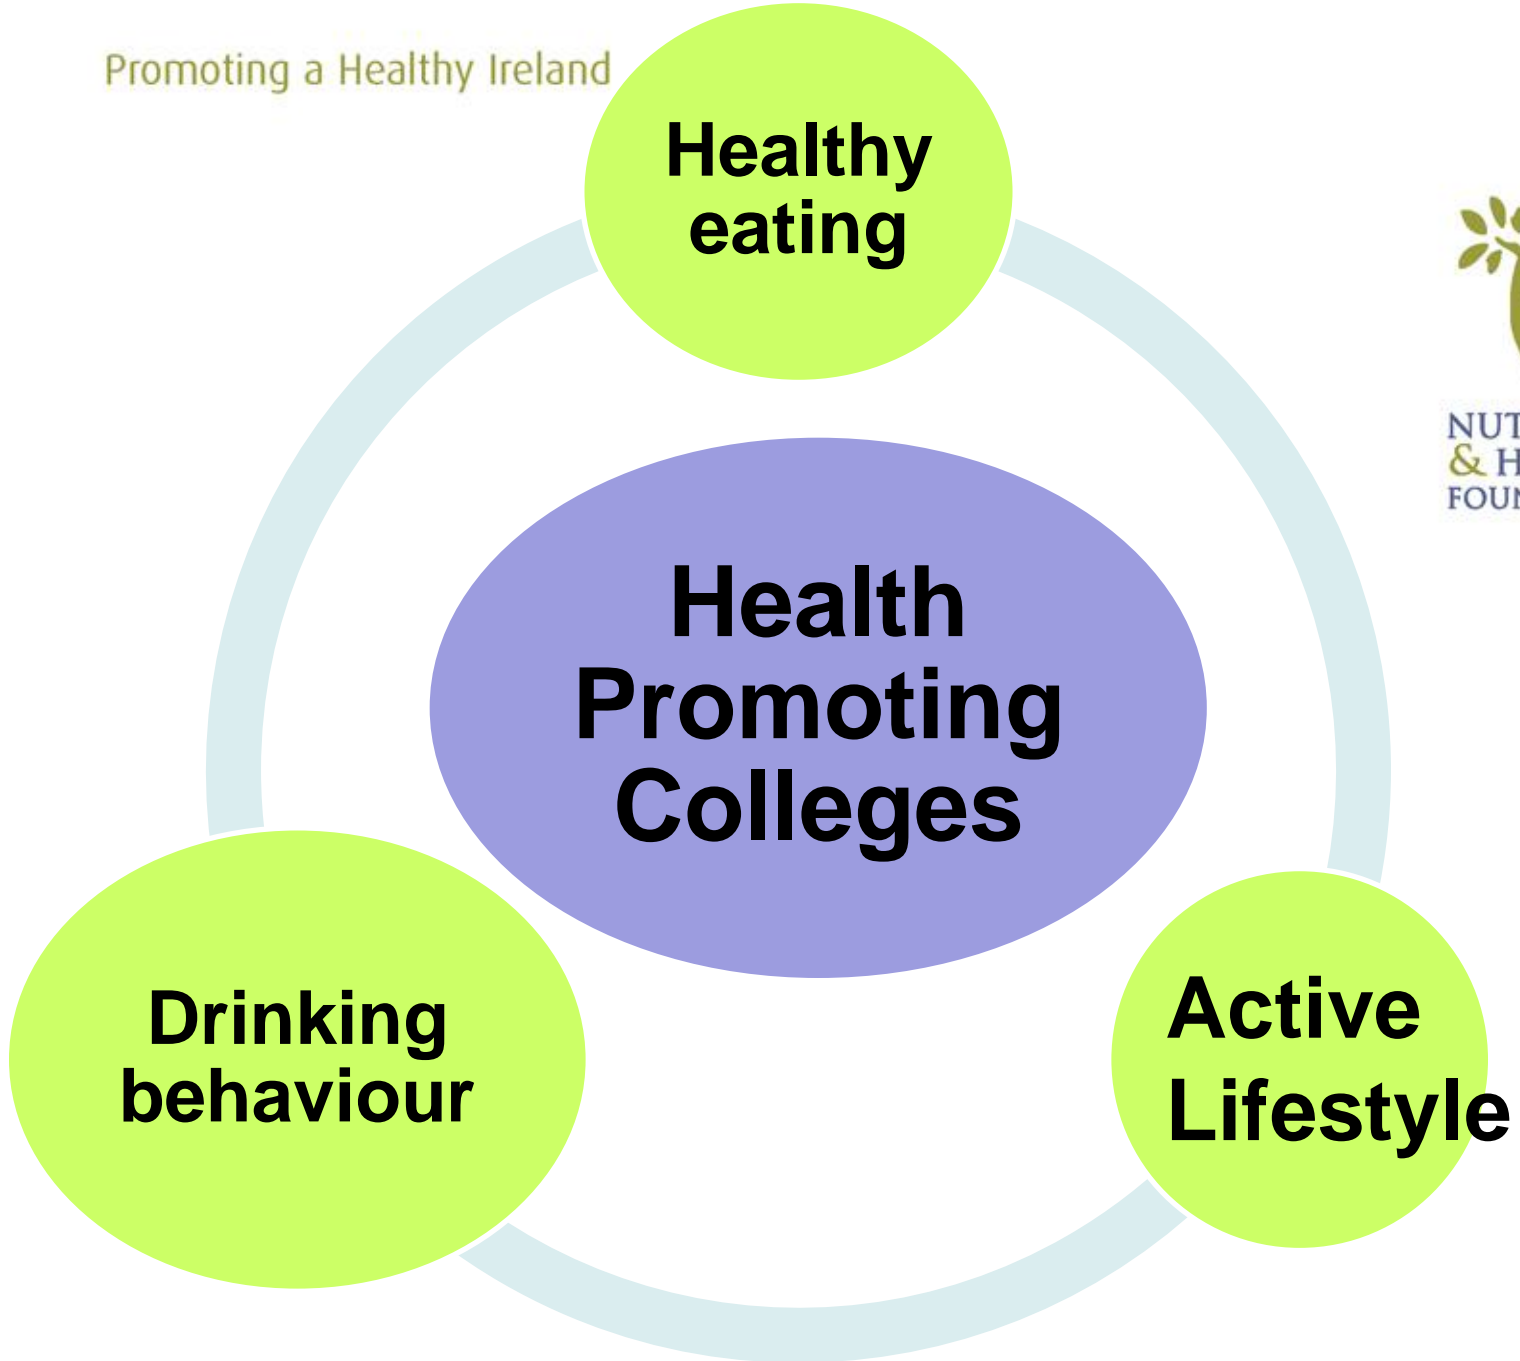 Promoting a Healthy Ireland
Healthy
eating
Health
Promoting
Colleges
Drinking
behaviour
Active
Lifestyle
&